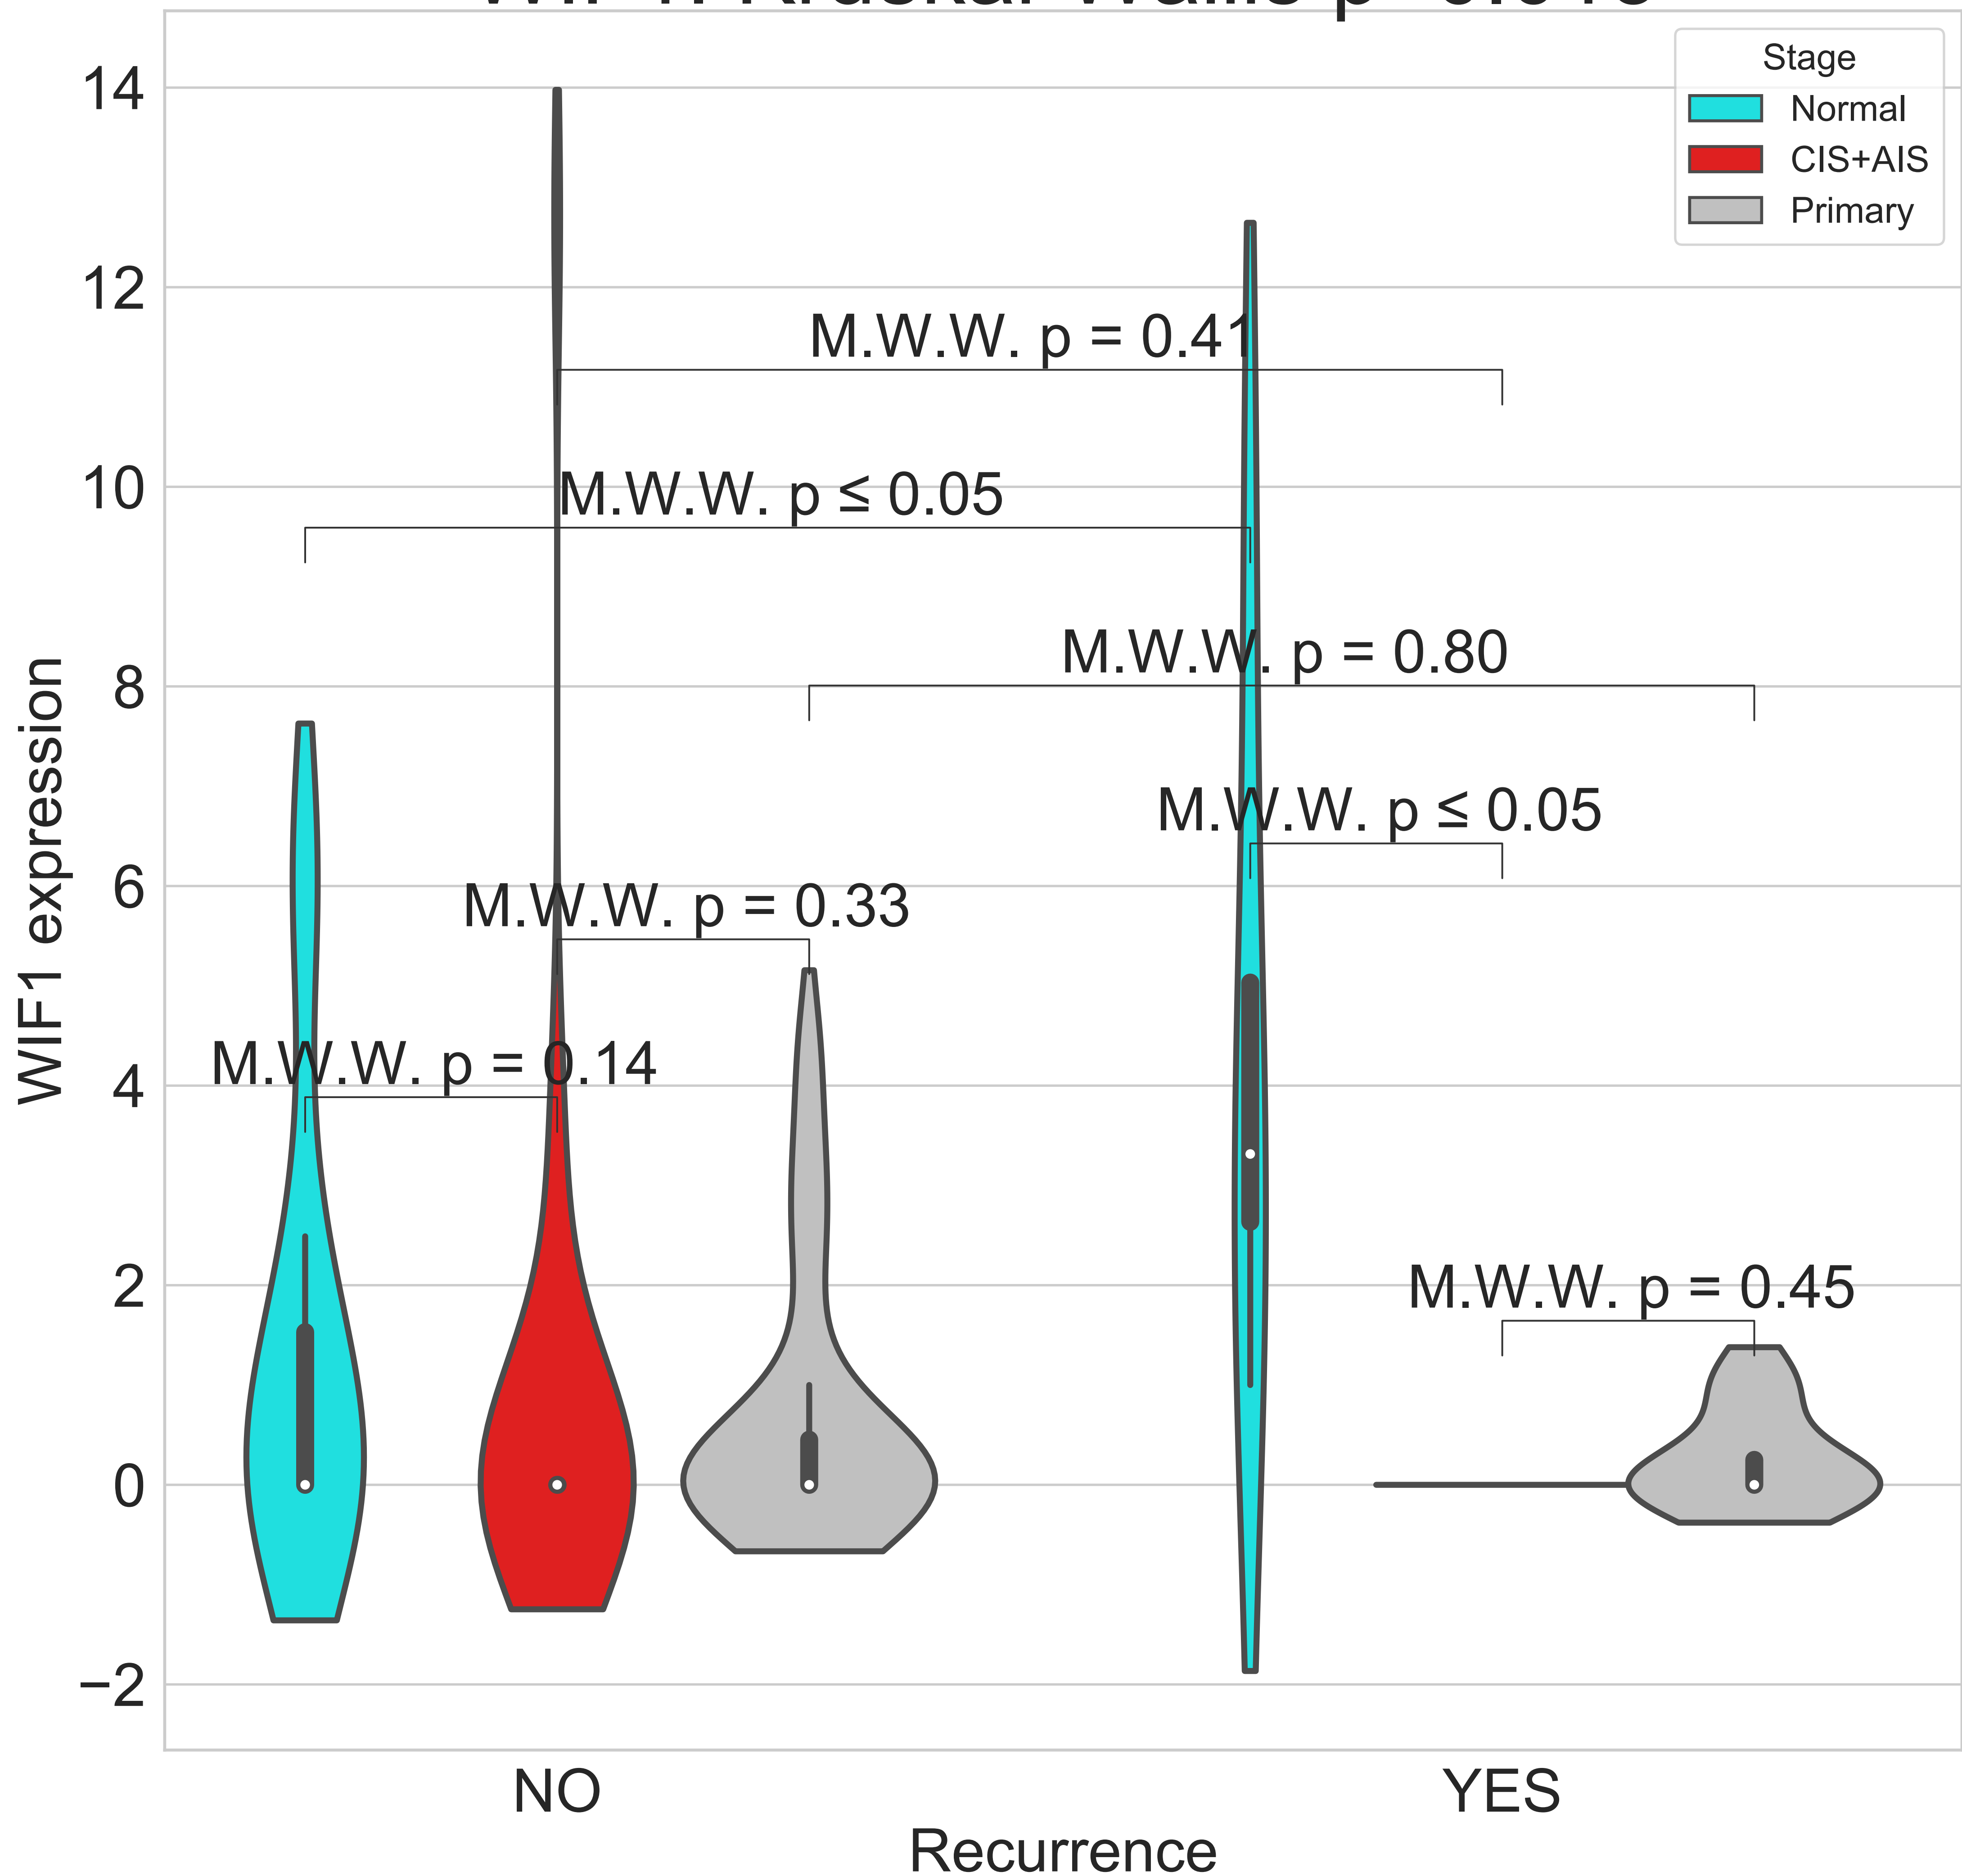 Stage
Normal
CIS+AIS
Primary
14
12
10
8
6
4
2
0
−2
WIF1 expression
M.W.W. p = 0.41
M.W.W. p ≤ 0.05
M.W.W. p = 0.80
M.W.W. p ≤ 0.05
M.W.W. p = 0.33
M.W.W. p = 0.14
M.W.W. p = 0.45
NO
YES
Recurrence